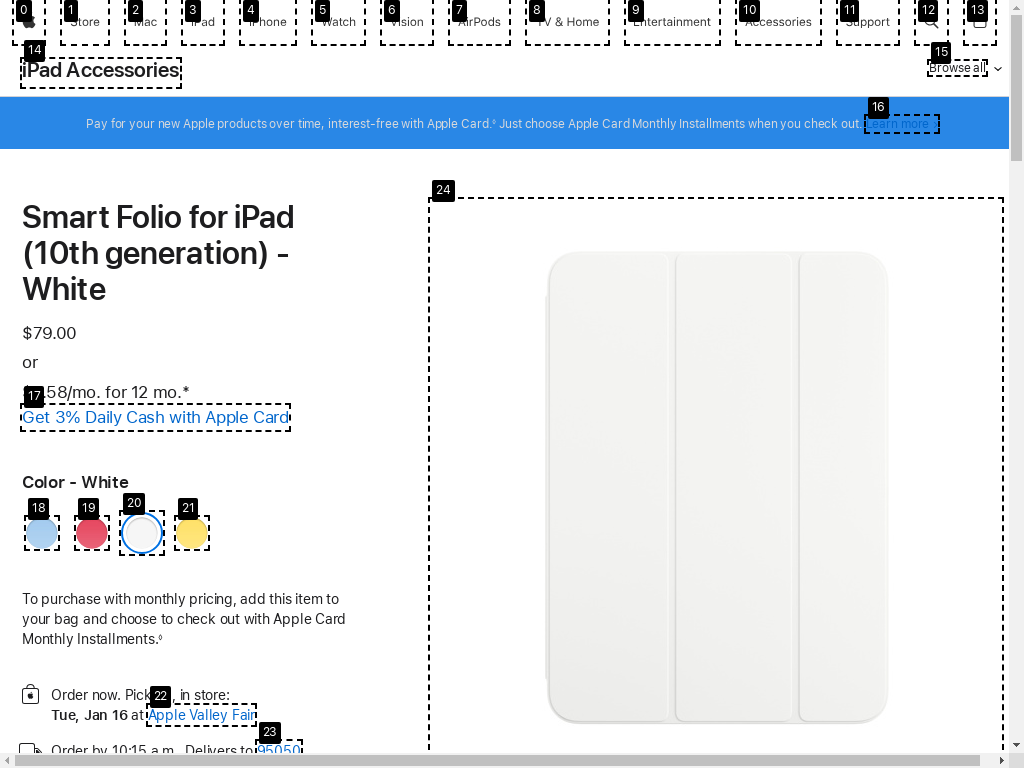 0 1 2 3 4 5 6 7 8 9 10 11 12 13
Store Mac iPad iPhone Watch Vision AirPods TV & Home Entertainment Accessories Support
14
iPad Accessories
15
Browse all
16
Pay for your new Apple products over time, interest-free with Apple Card.◊ Just choose Apple Card Monthly Installments when you check out. Learn more >
24
Smart Folio for iPad
(10th generation) -
White
$79.00
or
.58/mo. for 12 mo.*
17
Get 3% Daily Cash with Apple Card
Color - White
18 19 20 21
To purchase with monthly pricing, add this item to
your bag and choose to check out with Apple Card
Monthly Installments.◊
Order now. Pick , in store:
22
Tue, Jan 16 at Apple Valley Fair
23
Order by 10:15 a.m. Delivers to 95050